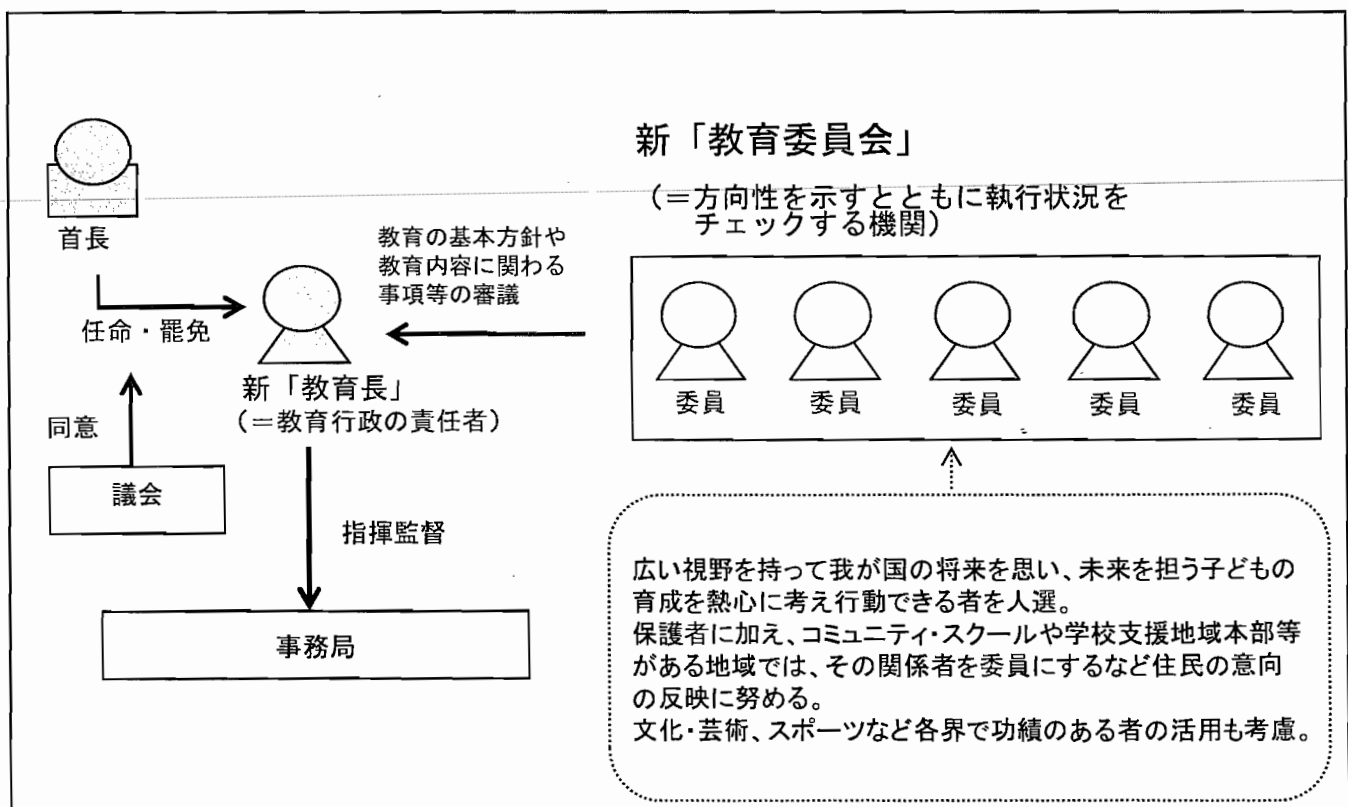 新「教育委員会」
(=方向性を示すとともに執行状況を
チェックする機関)
首長
任命・罷免
同意
議会
教育の基本方針や
教育内容に関わる
事項等の審議
新「教育長」
(=教育行政の責任者)
指揮監督
事務局
委員
委員
委員
委員
委員
広い視野を持って我が国の将来を思い、未来を担う子どもの
育成を熱心に考え行動できる者を人選。
保護者に加え、コミュニティ・スクールや学校支援地域本部等
がある地域では、その関係者を委員にするなど住民の意向
の反映に努める。
文化・芸術、スポーツなど各界で功績のある者の活用も考慮。